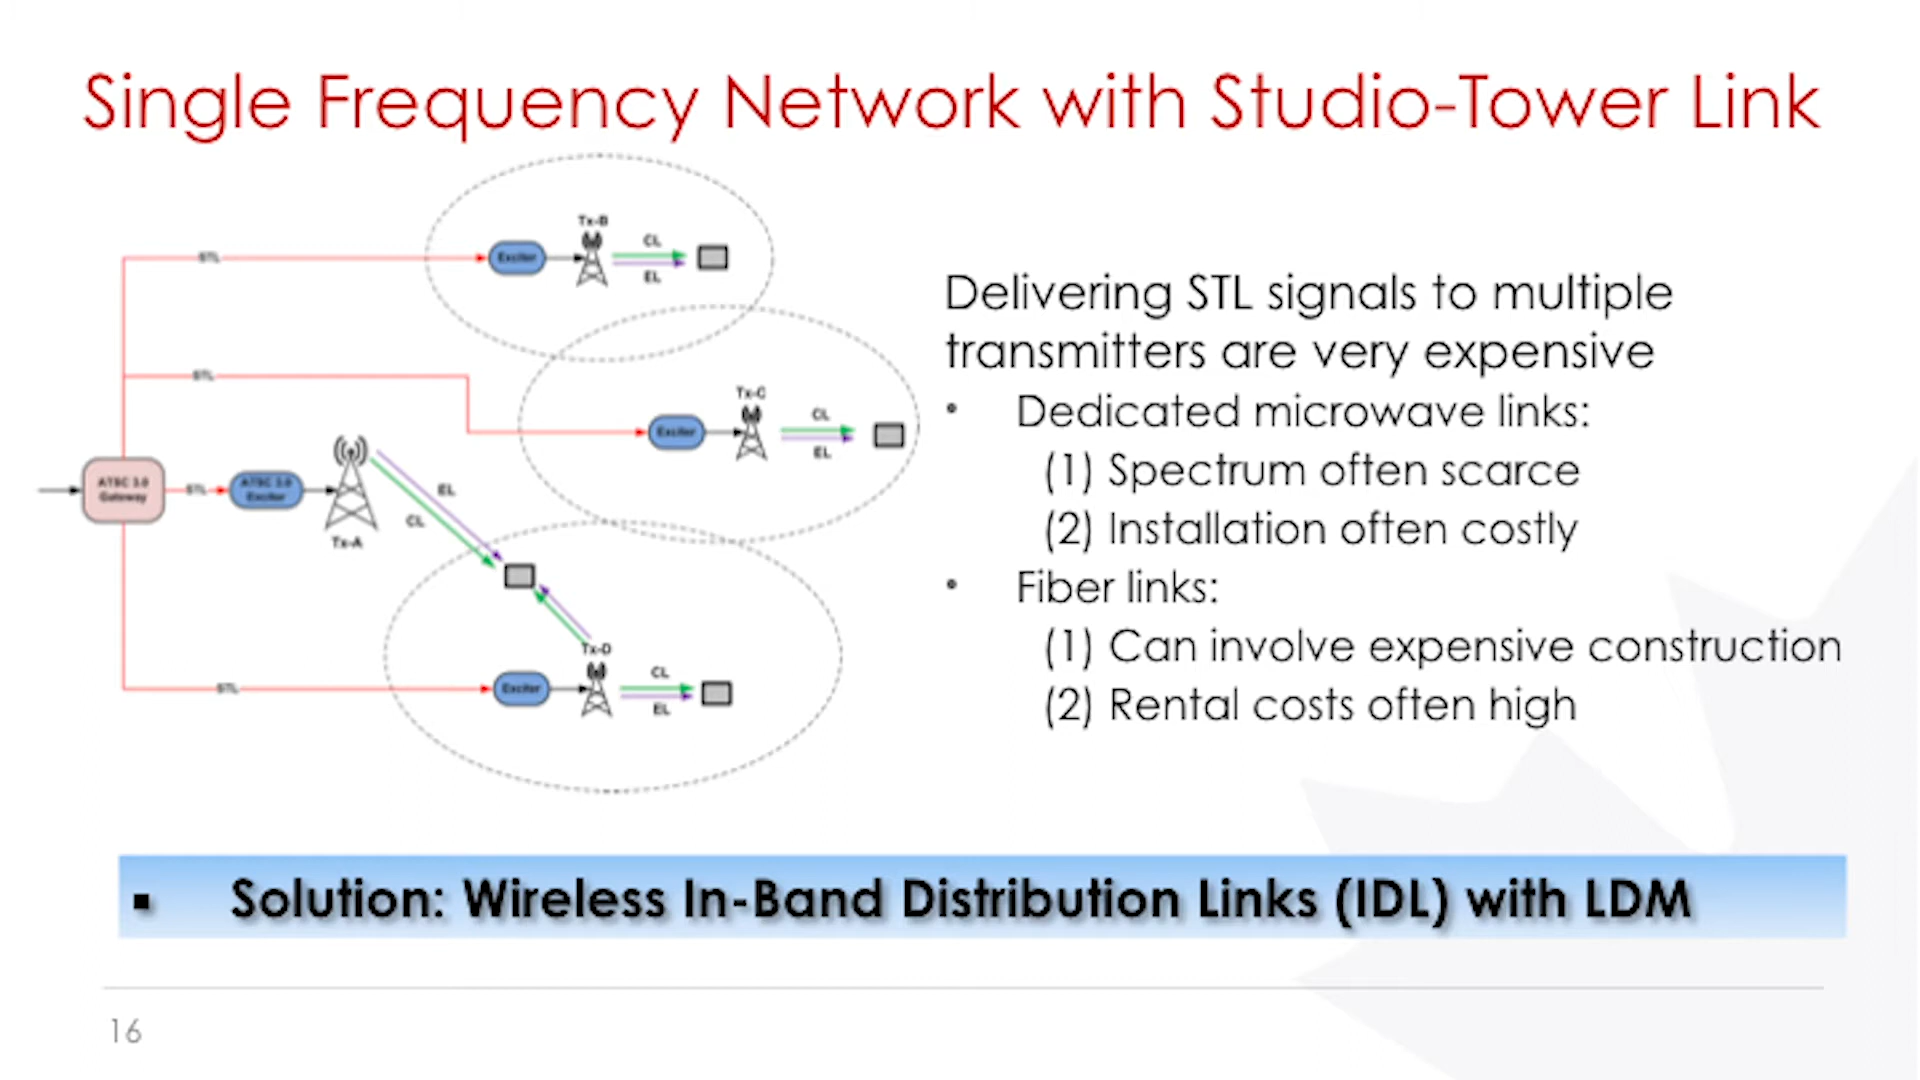 Single Frequency Network with Studio-Tower Link
Tx-B
STL
Exciter
CL
EL
STL
Tx-C
Exciter
CL
EL
ATSC 3.0
Gateway
STL
ATSC 3.0
Exciter
Tx-A
EL
CL
Tx-D
STL
Exciter
CL
EL
Delivering STL signals to multiple
transmitters are very expensive
• Dedicated microwave links:
(1) Spectrum often scarce
(2) Installation often costly
• Fiber links:
(1) Can involve expensive construction
(2) Rental costs often high
▪ Solution: Wireless In-Band Distribution Links (IDL) with LDM
16